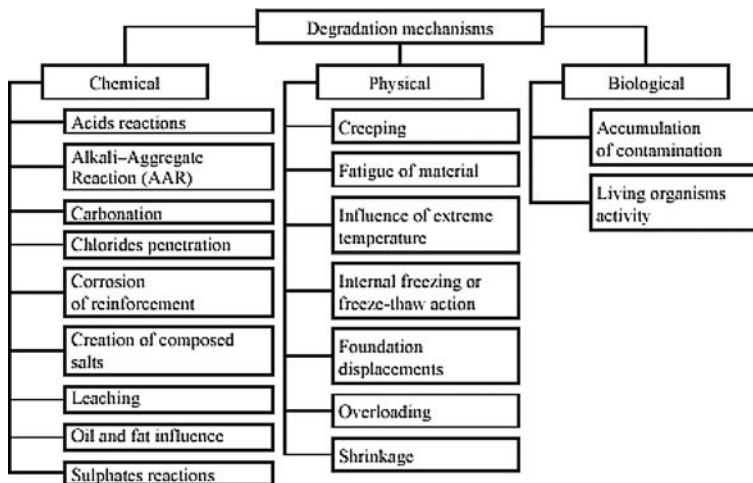 Degradation mechanisms
Chemical
Acids reactions
Alkali–Aggregate
Reaction (AAR)
Carbonation
Chlorides penetration
Corrosion
of reinforcement
Creation of composed
salts
Leaching
Oil and fat influence
Sulphates reactions
Physical
Creeping
Fatigue of material
Influence of extreme
temperature
Internal freezing or
freeze-thaw action
Foundation
displacements
Overloading
Shrinkage
Biological
Accumulation
of contamination
Living organisms
activity